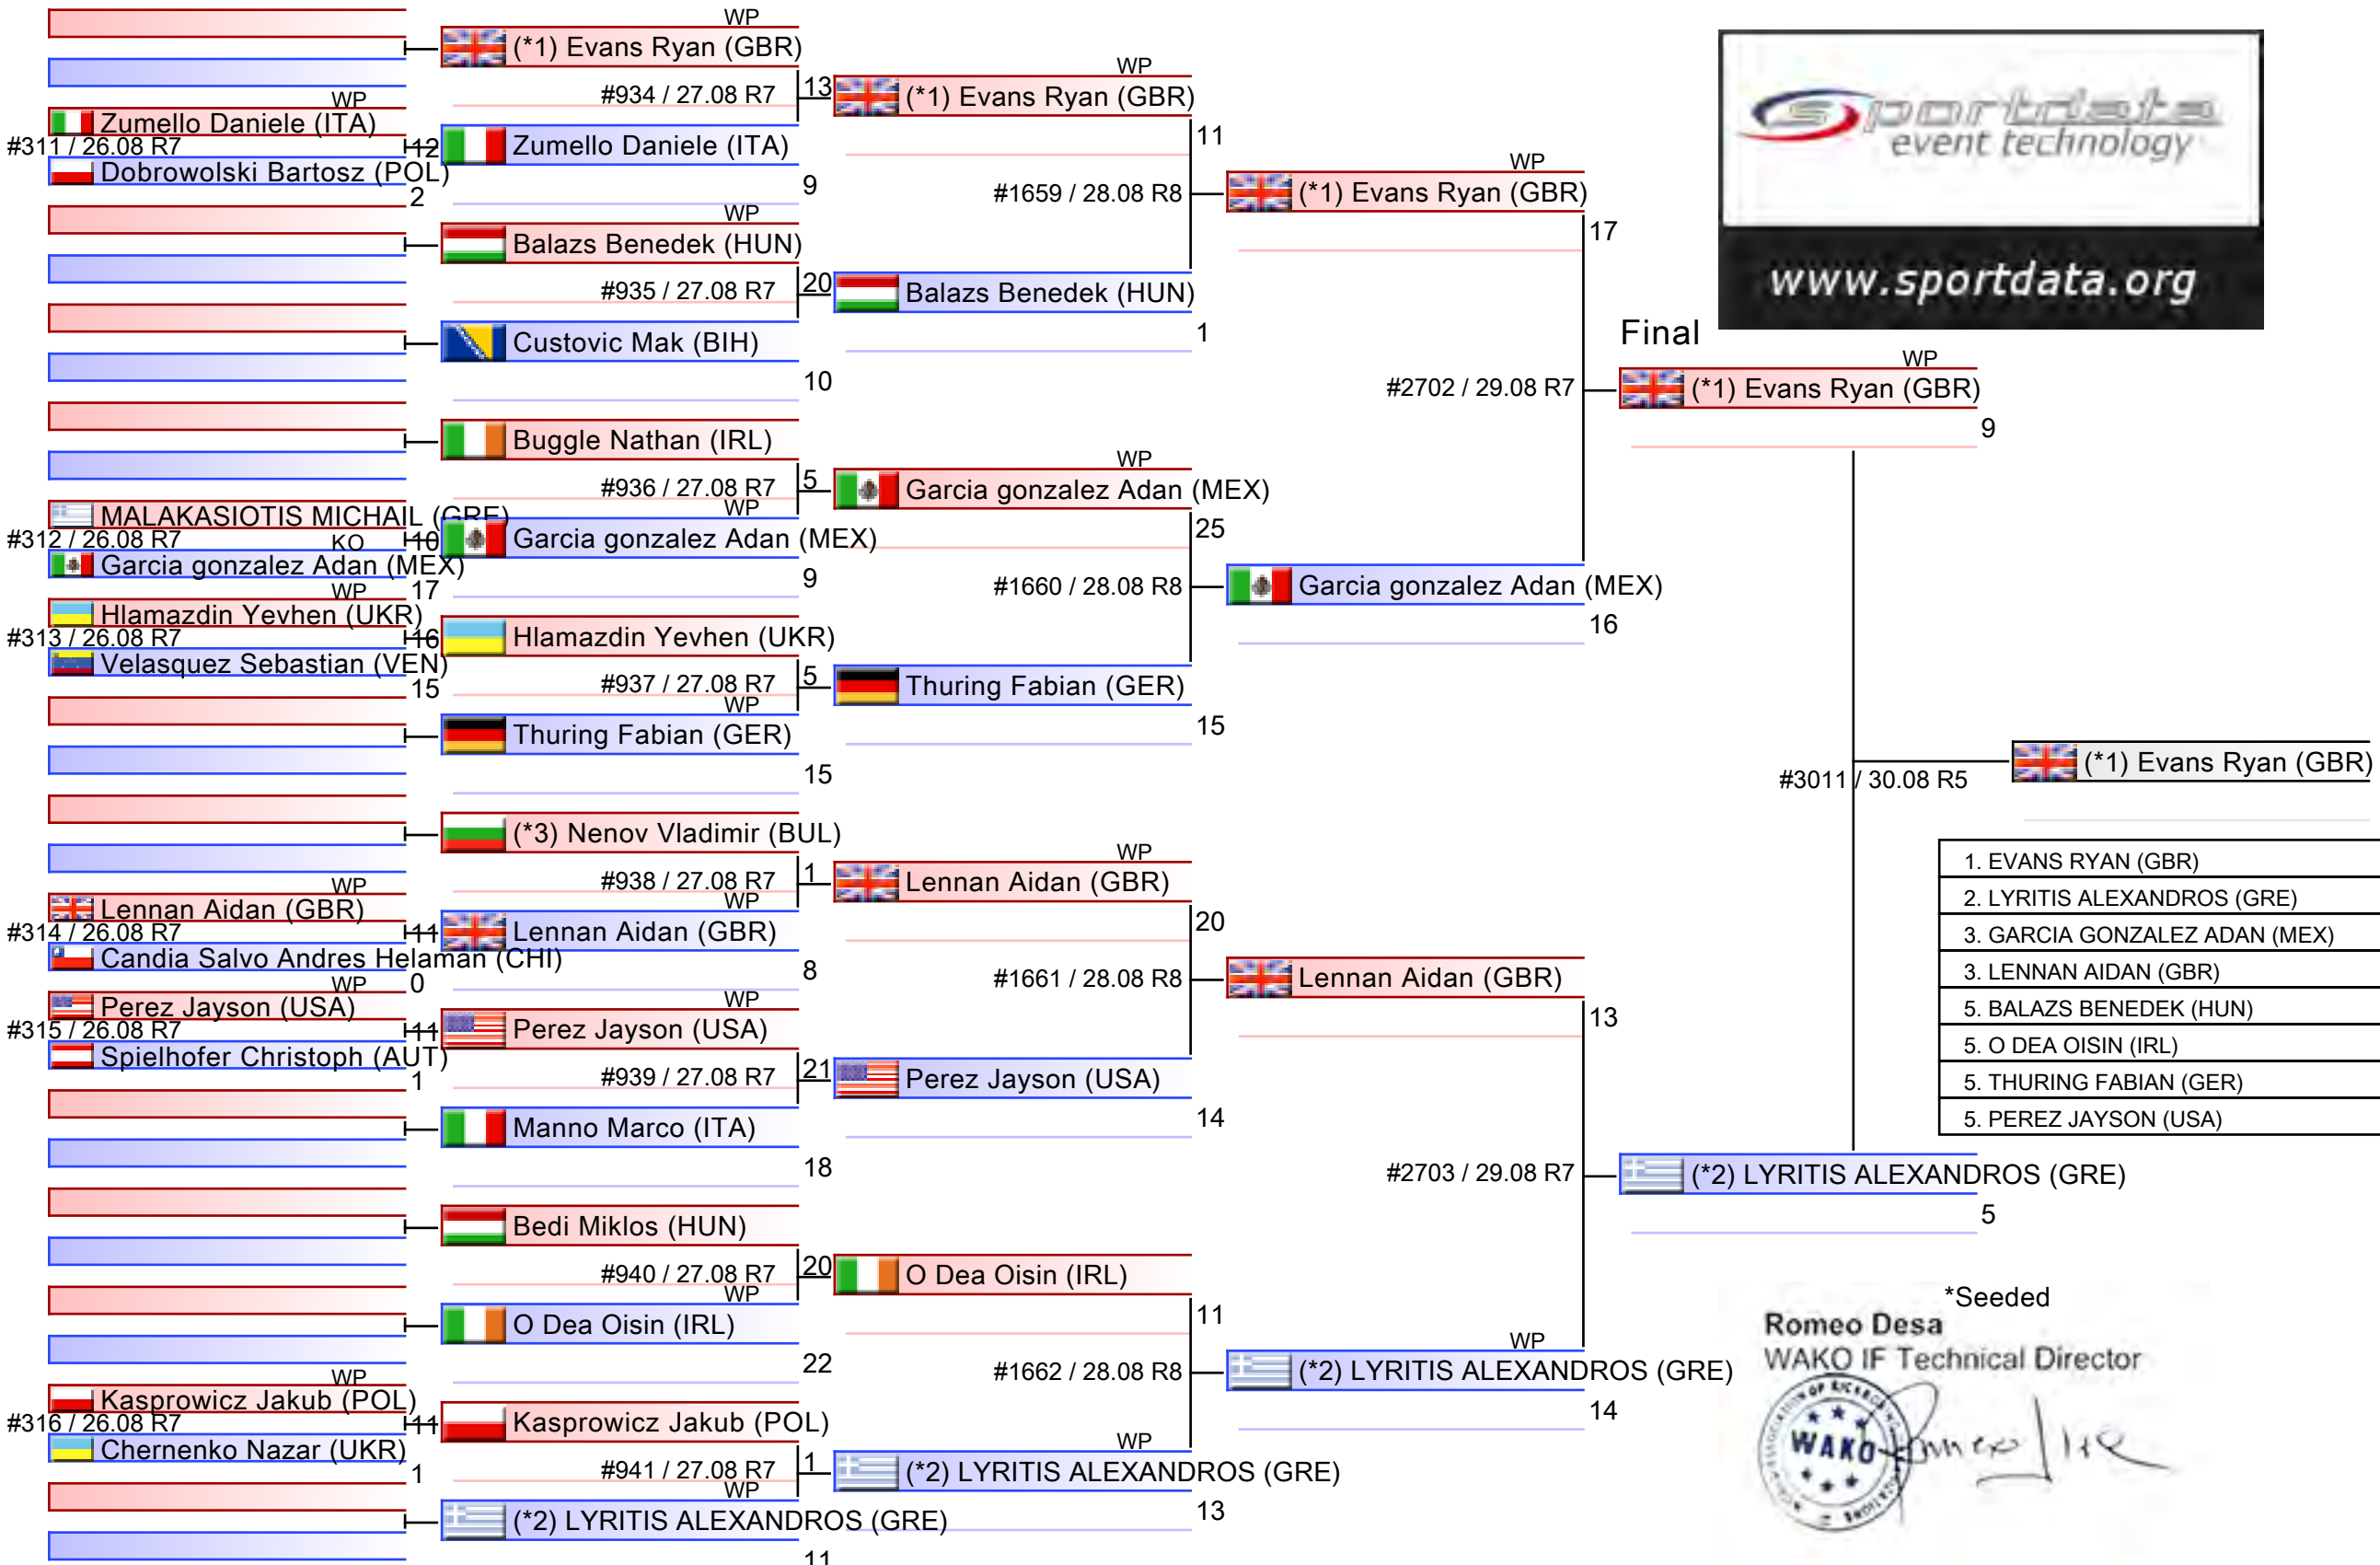 WP
(*1) Evans Ryan (GBR)
#934 / 27.08 R7
13
WP
(*1) Evans Ryan (GBR)
WP
Zumello Daniele (ITA)
#311 / 26.08 R7
12
Dobrowolski Bartosz (POL)
2
Zumello Daniele (ITA)
9
11
#1659 / 28.08 R8
WP
(*1) Evans Ryan (GBR)
17
WP
Balazs Benedek (HUN)
#935 / 27.08 R7
20
Balazs Benedek (HUN)
1
Custovic Mak (BIH)
10
sportdata
event technology
www.sportdata.org
Final
#2702 / 29.08 R7
WP
(*1) Evans Ryan (GBR)
9
Buggle Nathan (IRL)
#936 / 27.08 R7
5
WP
Garcia gonzalez Adan (MEX)
25
MALAKASIOTIS MICHAIL (GRE)
#312 / 26.08 R7
KO
10
Garcia gonzalez Adan (MEX)
17
WP
Garcia gonzalez Adan (MEX)
9
#1660 / 28.08 R8
Garcia gonzalez Adan (MEX)
16
WP
Hlamazdin Yevhen (UKR)
#313 / 26.08 R7
16
Velasquez Sebastian (VEN)
15
Hlamazdin Yevhen (UKR)
#937 / 27.08 R7
5
Thuring Fabian (GER)
15
WP
Thuring Fabian (GER)
15
#3011 / 30.08 R5
(*1) Evans Ryan (GBR)
(*3) Nenov Vladimir (BUL)
#938 / 27.08 R7
1
WP
Lennan Aidan (GBR)
20
WP
Lennan Aidan (GBR)
#314 / 26.08 R7
11
Candia Salvo Andres Helaman (CHI)
0
WP
Lennan Aidan (GBR)
8
#1661 / 28.08 R8
Lennan Aidan (GBR)
13
1. EVANS RYAN (GBR)
2. LYRITIS ALEXANDROS (GRE)
3. GARCIA GONZALEZ ADAN (MEX)
3. LENNAN AIDAN (GBR)
5. BALAZS BENEDEK (HUN)
5. O DEA OISIN (IRL)
5. THURING FABIAN (GER)
5. PEREZ JAYSON (USA)
WP
Perez Jayson (USA)
#315 / 26.08 R7
11
Spielhofer Christoph (AUT)
1
WP
Perez Jayson (USA)
#939 / 27.08 R7
21
Perez Jayson (USA)
14
Manno Marco (ITA)
18
#2703 / 29.08 R7
(*2) LYRITIS ALEXANDROS (GRE)
5
Bedi Miklos (HUN)
#940 / 27.08 R7
20
O Dea Oisin (IRL)
11
WP
O Dea Oisin (IRL)
22
#1662 / 28.08 R8
WP
(*2) LYRITIS ALEXANDROS (GRE)
14
WP
Kasprowicz Jakub (POL)
#316 / 26.08 R7
11
Chernenko Nazar (UKR)
1
Kasprowicz Jakub (POL)
#941 / 27.08 R7
1
WP
(*2) LYRITIS ALEXANDROS (GRE)
13
WP
(*2) LYRITIS ALEXANDROS (GRE)
11
*Seeded
Romeo Desa
WAKO IF Technical Director
WAKO